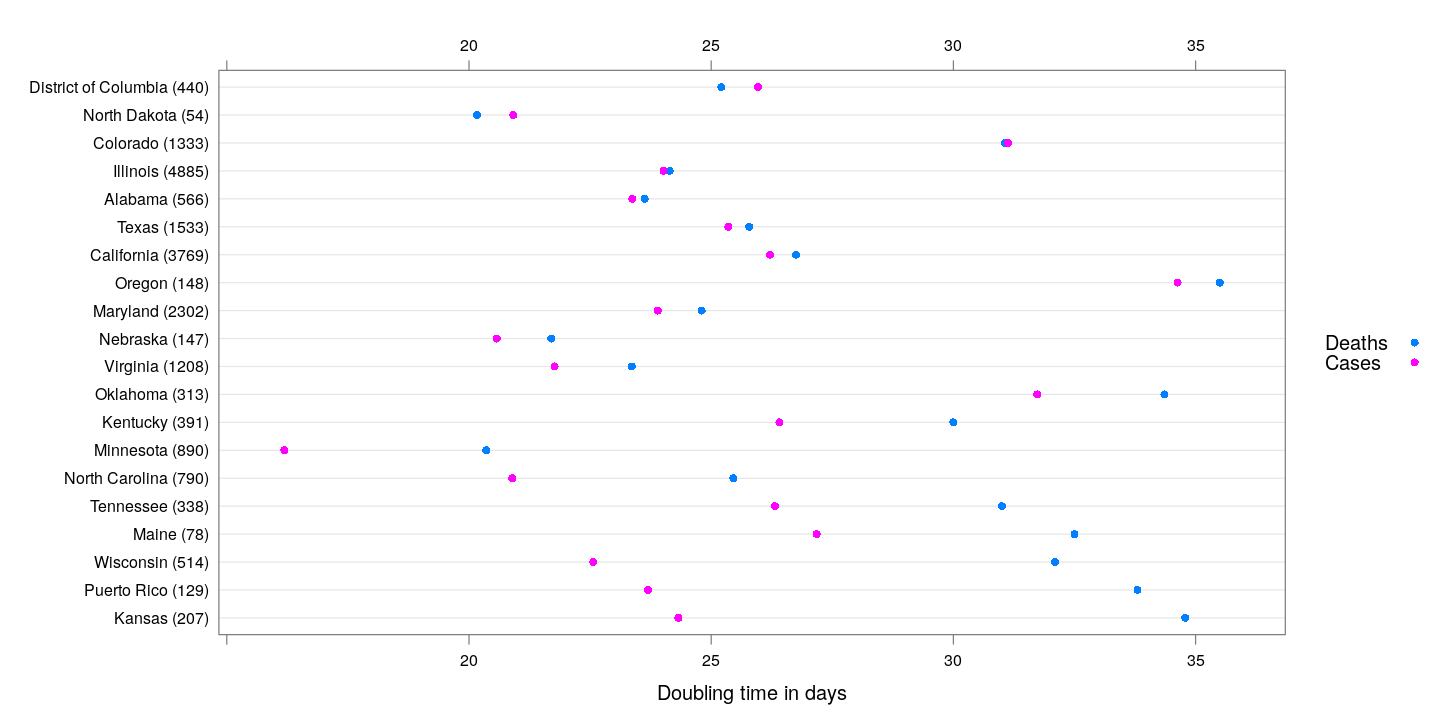 20 25 30 35
District of Columbia (440)
North Dakota (54)
Colorado (1333)
Illinois (4885)
Alabama (566)
Texas (1533)
California (3769)
Oregon (148)
Maryland (2302)
Nebraska (147)
Virginia (1208)
Oklahoma (313)
Kentucky (391)
Minnesota (890)
North Carolina (790)
Tennessee (338)
Maine (78)
Wisconsin (514)
Puerto Rico (129)
Kansas (207)
20 25 30 35
Doubling time in days
Deaths
Cases